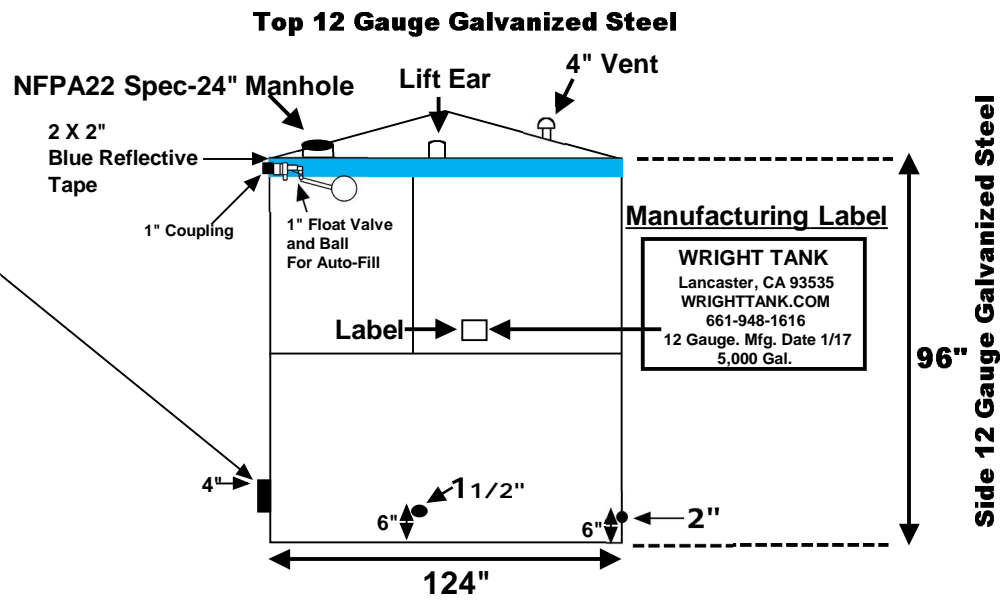 Top 12 Gauge Galvanized Steel
NFPA22 Spec-24" Manhole
Lift Ear
4" Vent
2 X 2"
Blue Reflective
Tape
1" Coupling
1" Float Valve
and Ball
For Auto-Fill
Manufacturing Label
WRIGHT TANK
Lancaster, CA 93535
WRIGHTTANK.COM
661-948-1616
12 Gauge. Mfg. Date 1/17
5,000 Gal.
Label
96"
Side 12 Gauge Galvanized Steel
4"
1 1/2"
6"
6"
2"
124"